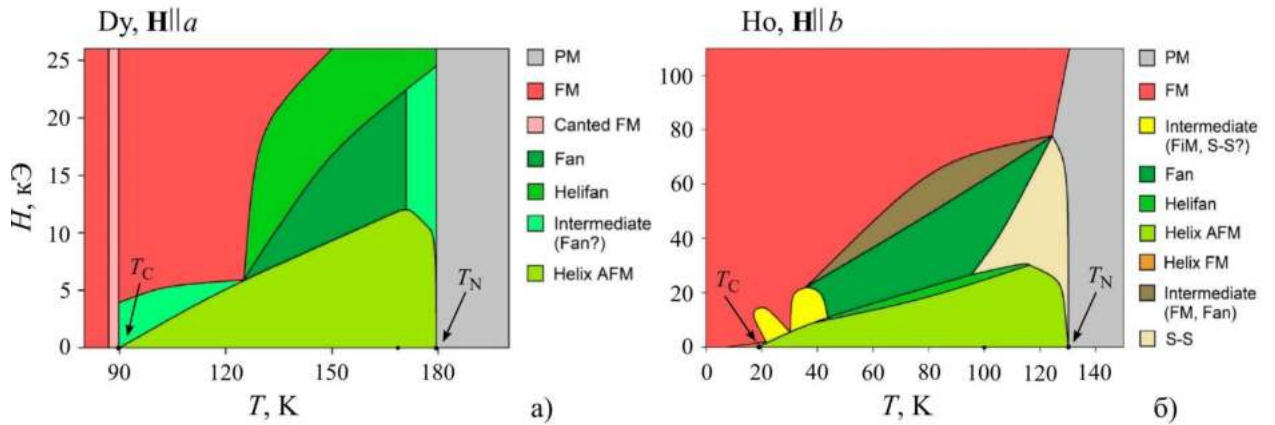 Dy, H||a
25
20
15
10
5
0
H, кЭ
T_C
T_N
90
120
150
180
T, K
а)
PM
FM
Canted FM
Fan
Helifan
Intermediate
(Fan?)
Helix AFM
Ho, H||b
100
80
60
40
20
0
T_C
T_N
0
20
40
60
80
100
120
140
T, K
б)
PM
FM
Intermediate
(FiM, S-S?)
Fan
Helifan
Helix AFM
Helix FM
Intermediate
(FM, Fan)
S-S